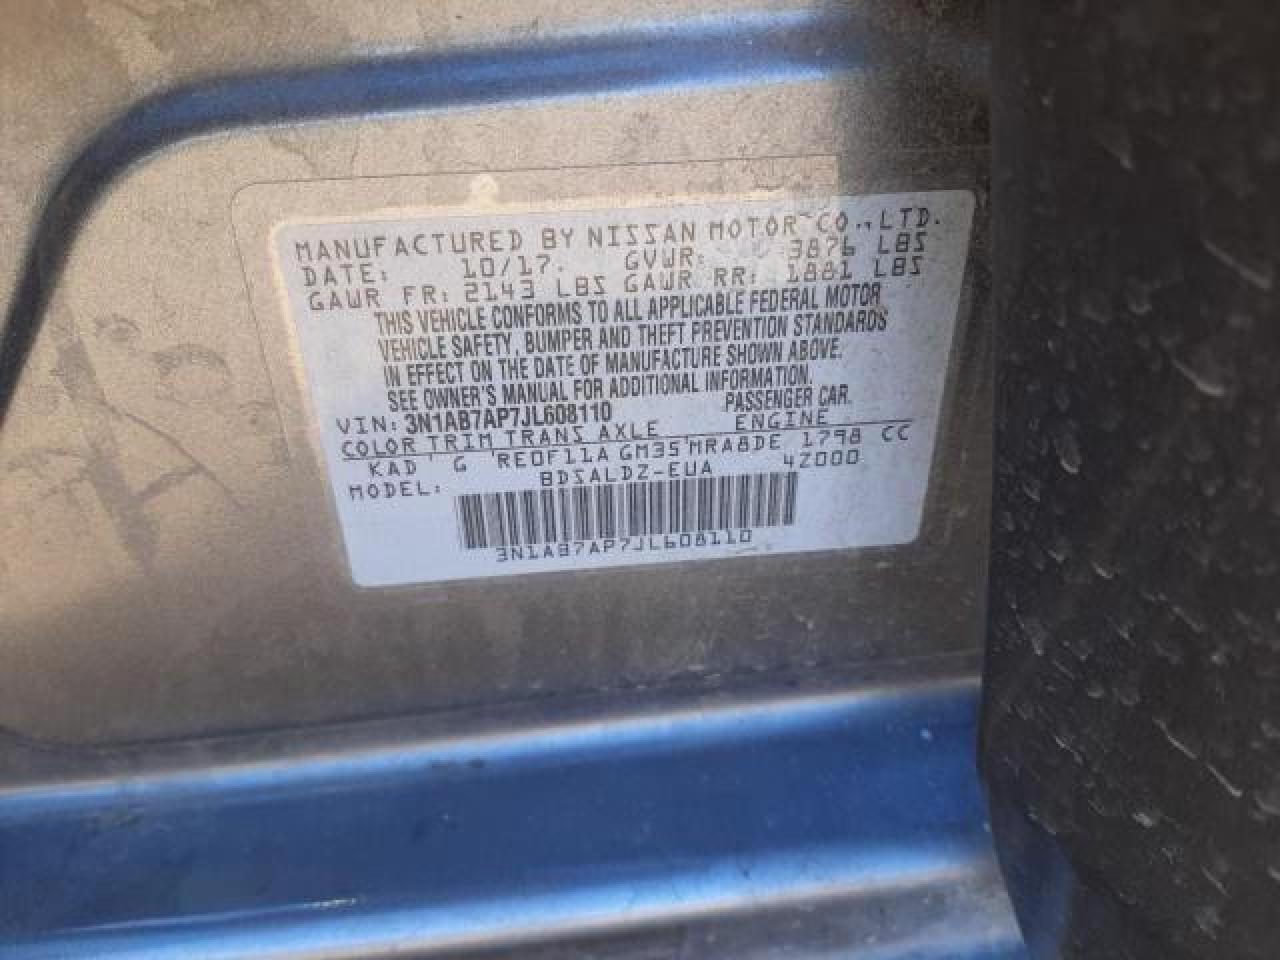 MANUFACTURED BY NISSAN MOTOR CO., LTD.
DATE: 10/17. GVWR: 3876 LBS
GAWR FR: 2143 LBS GAWR RR: 1881 LBS
THIS VEHICLE CONFORMS TO ALL APPLICABLE FEDERAL MOTOR
VEHICLE SAFETY, BUMPER AND THEFT PREVENTION STANDARDS
IN EFFECT ON THE DATE OF MANUFACTURE SHOWN ABOVE.
SEE OWNER'S MANUAL FOR ADDITIONAL INFORMATION.
VIN: 3N1AB7AP7JL608110 PASSENGER CAR.
COLOR TRIM TRANS AXLE ENGINE
KAD G RE0F11A GM35 MRA8DE 1798 CC
MODEL: BDSALDZ-EUA 4Z000
3N1AB7AP7JL608110